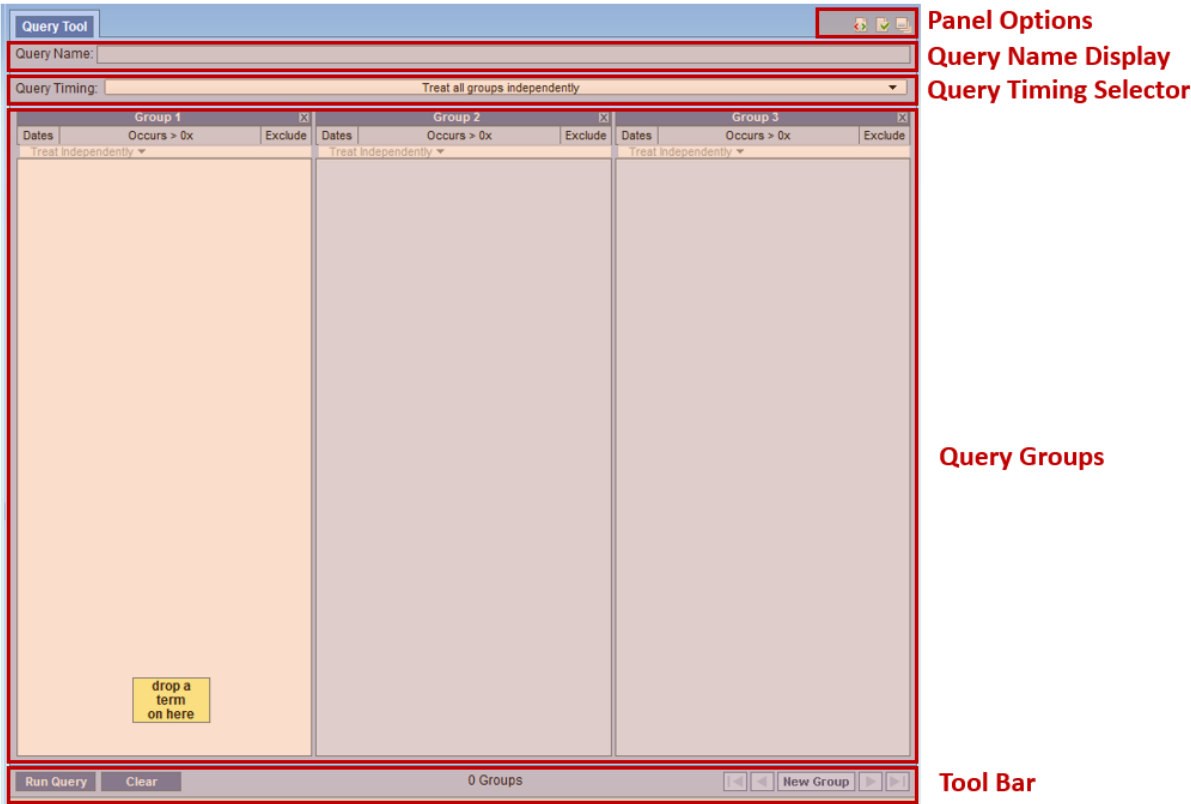 Query Tool
Panel Options
Query Name:
Query Name Display
Query Timing: Treat all groups independently
Query Timing Selector
Group 1 X Group 2 X Group 3 X
Dates Occurs > 0x Exclude Dates Occurs > 0x Exclude Dates Occurs > 0x Exclude
Treat Independently Treat Independently Treat Independently
Query Groups
drop a
term
on here
Run Query Clear 0 Groups New Group
Tool Bar